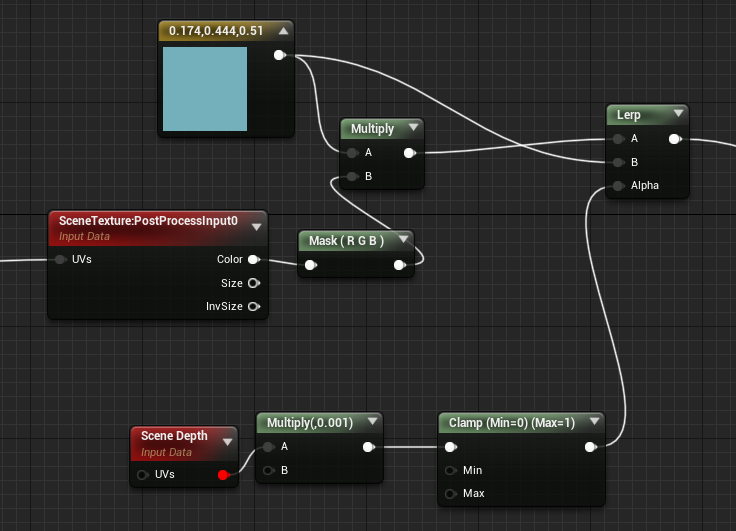 0.174,0.444,0.51
Multiply
A
B
Lerp
A
B
Alpha
SceneTexture:PostProcessInput0
Input Data
UVs
Color
Size
InvSize
Mask ( R G B )
Scene Depth
Input Data
UVs
Multiply(,0.001)
A
B
Clamp (Min=0) (Max=1)
Min
Max